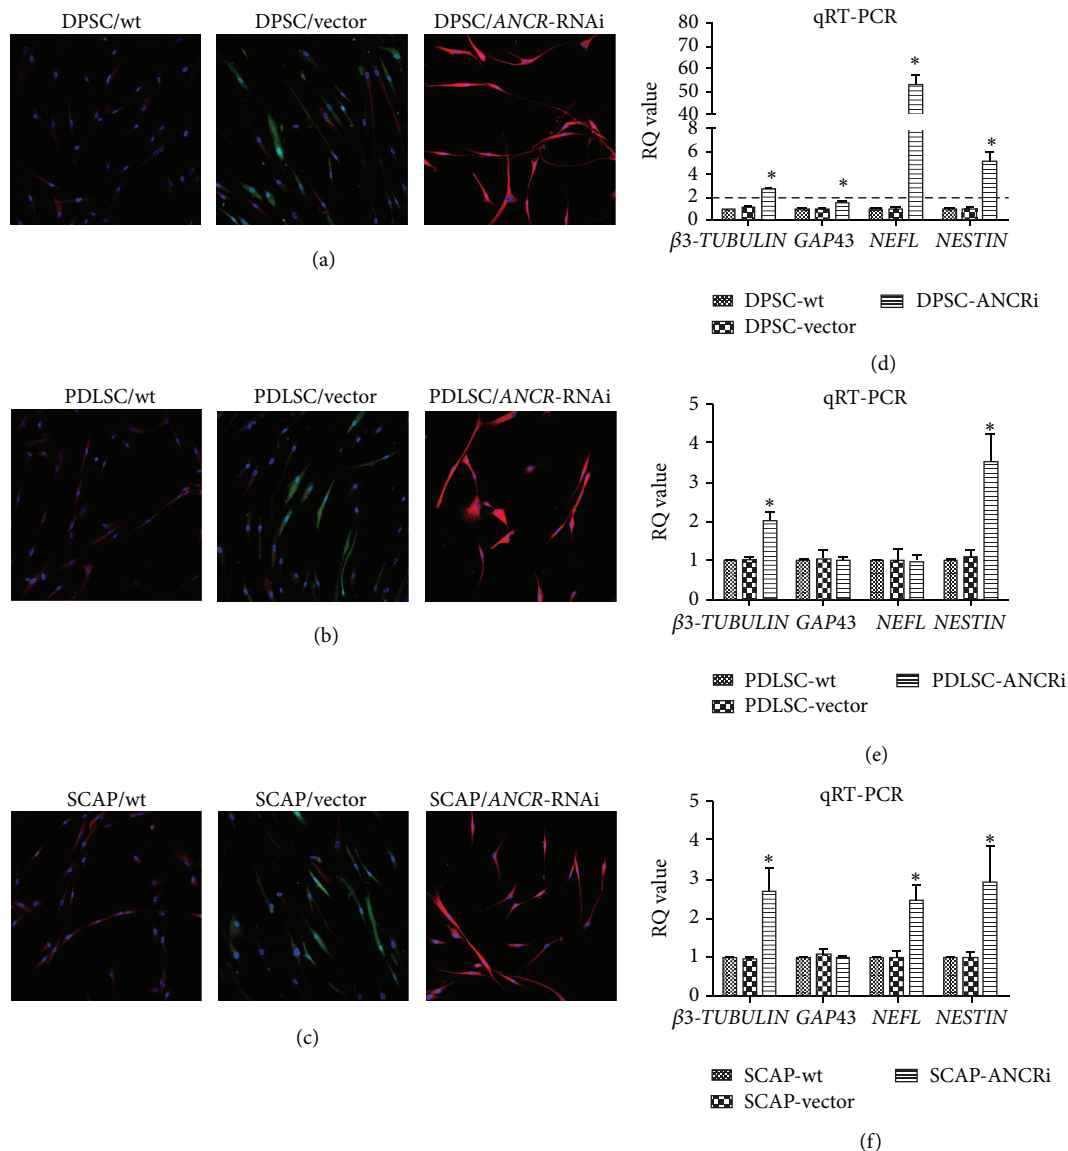 DPSC/wt DPSC/vector DPSC/ANCR-RNAi
(a)
qRT-PCR
RQ value
80
70
60
50
40
8
6
4
2
2
0
* * * *
β3-TUBULIN GAP43 NEFL NESTIN
DPSC-wt DPSC-ANCRi
DPSC-vector
(d)
PDLSC/wt PDLSC/vector PDLSC/ANCR-RNAi
(b)
qRT-PCR
RQ value
5
4
3
2
1
0
* *
β3-TUBULIN GAP43 NEFL NESTIN
PDLSC-wt PDLSC-ANCRi
PDLSC-vector
(e)
SCAP/wt SCAP/vector SCAP/ANCR-RNAi
(c)
qRT-PCR
RQ value
5
4
3
2
1
0
* * *
β3-TUBULIN GAP43 NEFL NESTIN
SCAP-wt SCAP-ANCRi
SCAP-vector
(f)